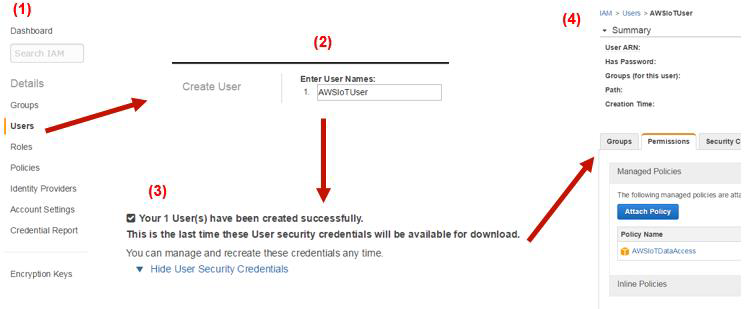 (1)
Dashboard
Search IAM
Details
Groups
Users
Roles
Policies
Identity Providers
Account Settings
Credential Report
Encryption Keys
(2)
Create User
Enter User Names:
1. AWSIoTUser
(3)
Your 1 User(s) have been created successfully.
This is the last time these User security credentials will be available for download.
You can manage and recreate these credentials any time.
Hide User Security Credentials
(4)
IAM > Users > AWSIoTUser
Summary
User ARN:
Has Password:
Groups (for this user):
Path:
Creation Time:
Groups Permissions Security C
Managed Policies
The following managed policies are atta
Attach Policy
Policy Name
AWSIoTDataAccess
Inline Policies